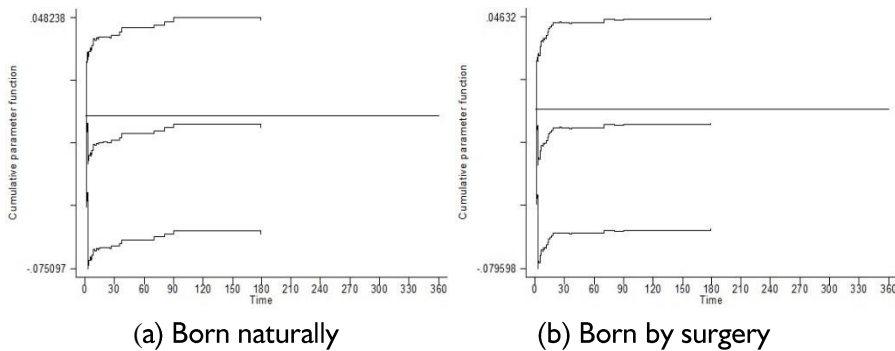 .048238
Cumulative parameter function
-.075097
0 30 60 90 120 150 180 210 240 270 300 330 360
Time
(a) Born naturally
.04632
Cumulative parameter function
-.079598
0 30 60 90 120 150 180 210 240 270 300 330 360
Time
(b) Born by surgery